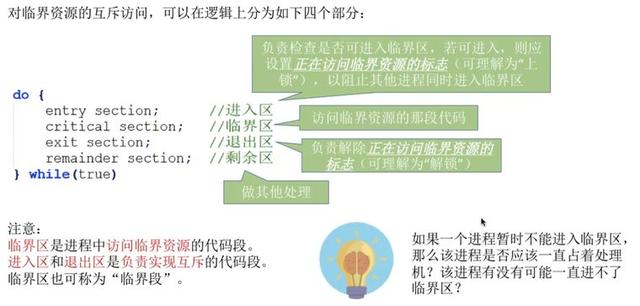 对临界资源的互斥访问，可以在逻辑上分为如下四个部分：
负责检查是否可进入临界区，若可进入，则应
设置正在访问临界资源的标志（可理解为“上
锁”），以阻止其他进程同时进入临界区
do {
entry section; //进入区
critical section; //临界区
exit section; //退出区
remainder section; //剩余区
} while(true)
访问临界资源的那段代码
负责解除正在访问临界资源的
标志（可理解为“解锁”）
做其他处理
注意：
临界区是进程中访问临界资源的代码段。
进入区和退出区是负责实现互斥的代码段。
临界区也可称为“临界段”。
如果一个进程暂时不能进入临界区，
那么该进程是否应该一直占着处理
机？该进程有没有可能一直进不了
临界区？